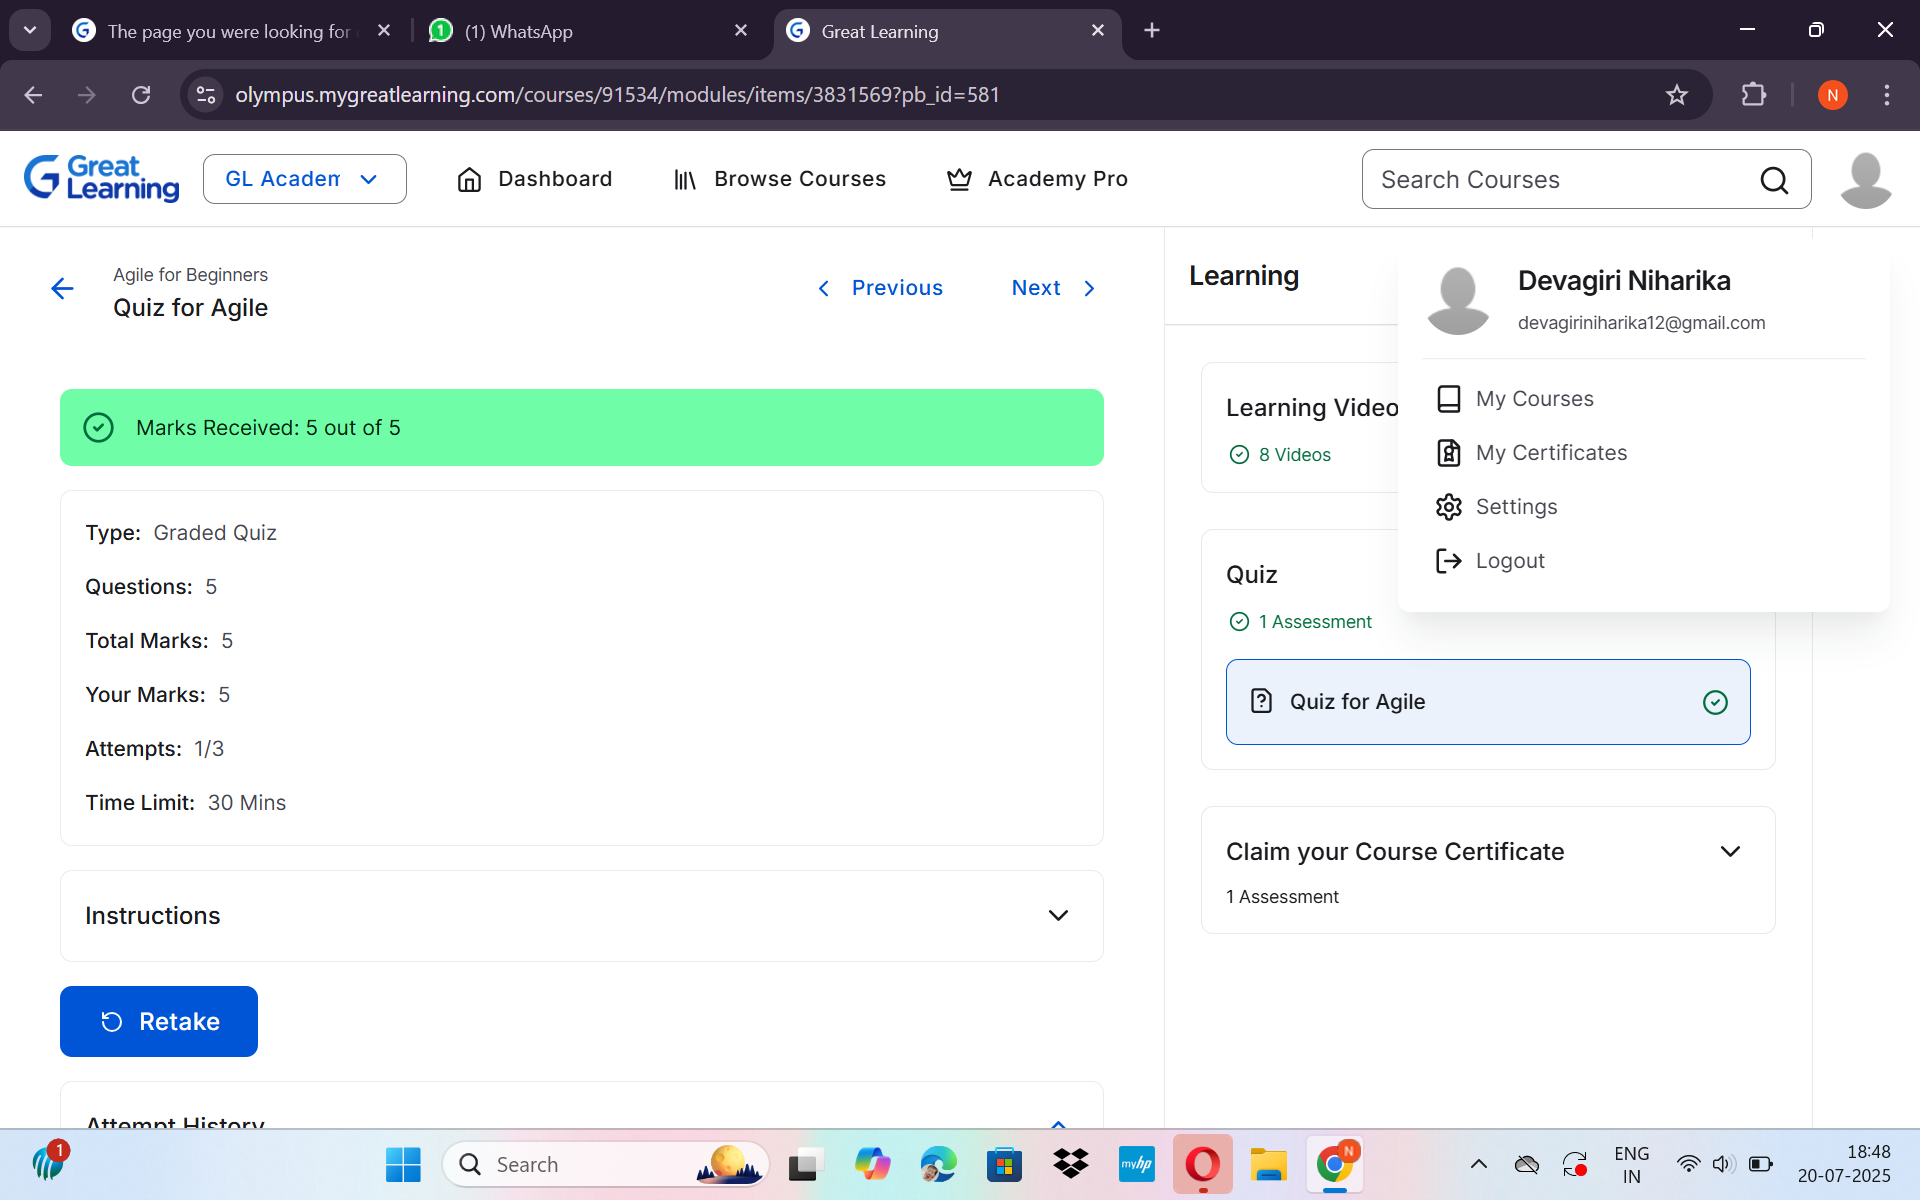 The page you were looking for
(1) WhatsApp
Great Learning
olympus.mygreatlearning.com/courses/91534/modules/items/3831569?pb_id=581
N
Great Learning
GL Academ
Dashboard
Browse Courses
Academy Pro
Search Courses
Agile for Beginners
Quiz for Agile
Previous
Next
Learning
Devagiri Niharika
devagiriniharika12@gmail.com
My Courses
My Certificates
Settings
Logout
Marks Received: 5 out of 5
Learning Video
8 Videos
Type: Graded Quiz
Questions: 5
Total Marks: 5
Your Marks: 5
Attempts: 1/3
Time Limit: 30 Mins
Quiz
1 Assessment
Quiz for Agile
Claim your Course Certificate
1 Assessment
Instructions
Retake
Attempt History
1
Search
myhp
N
ENG
IN
18:48
20-07-2025